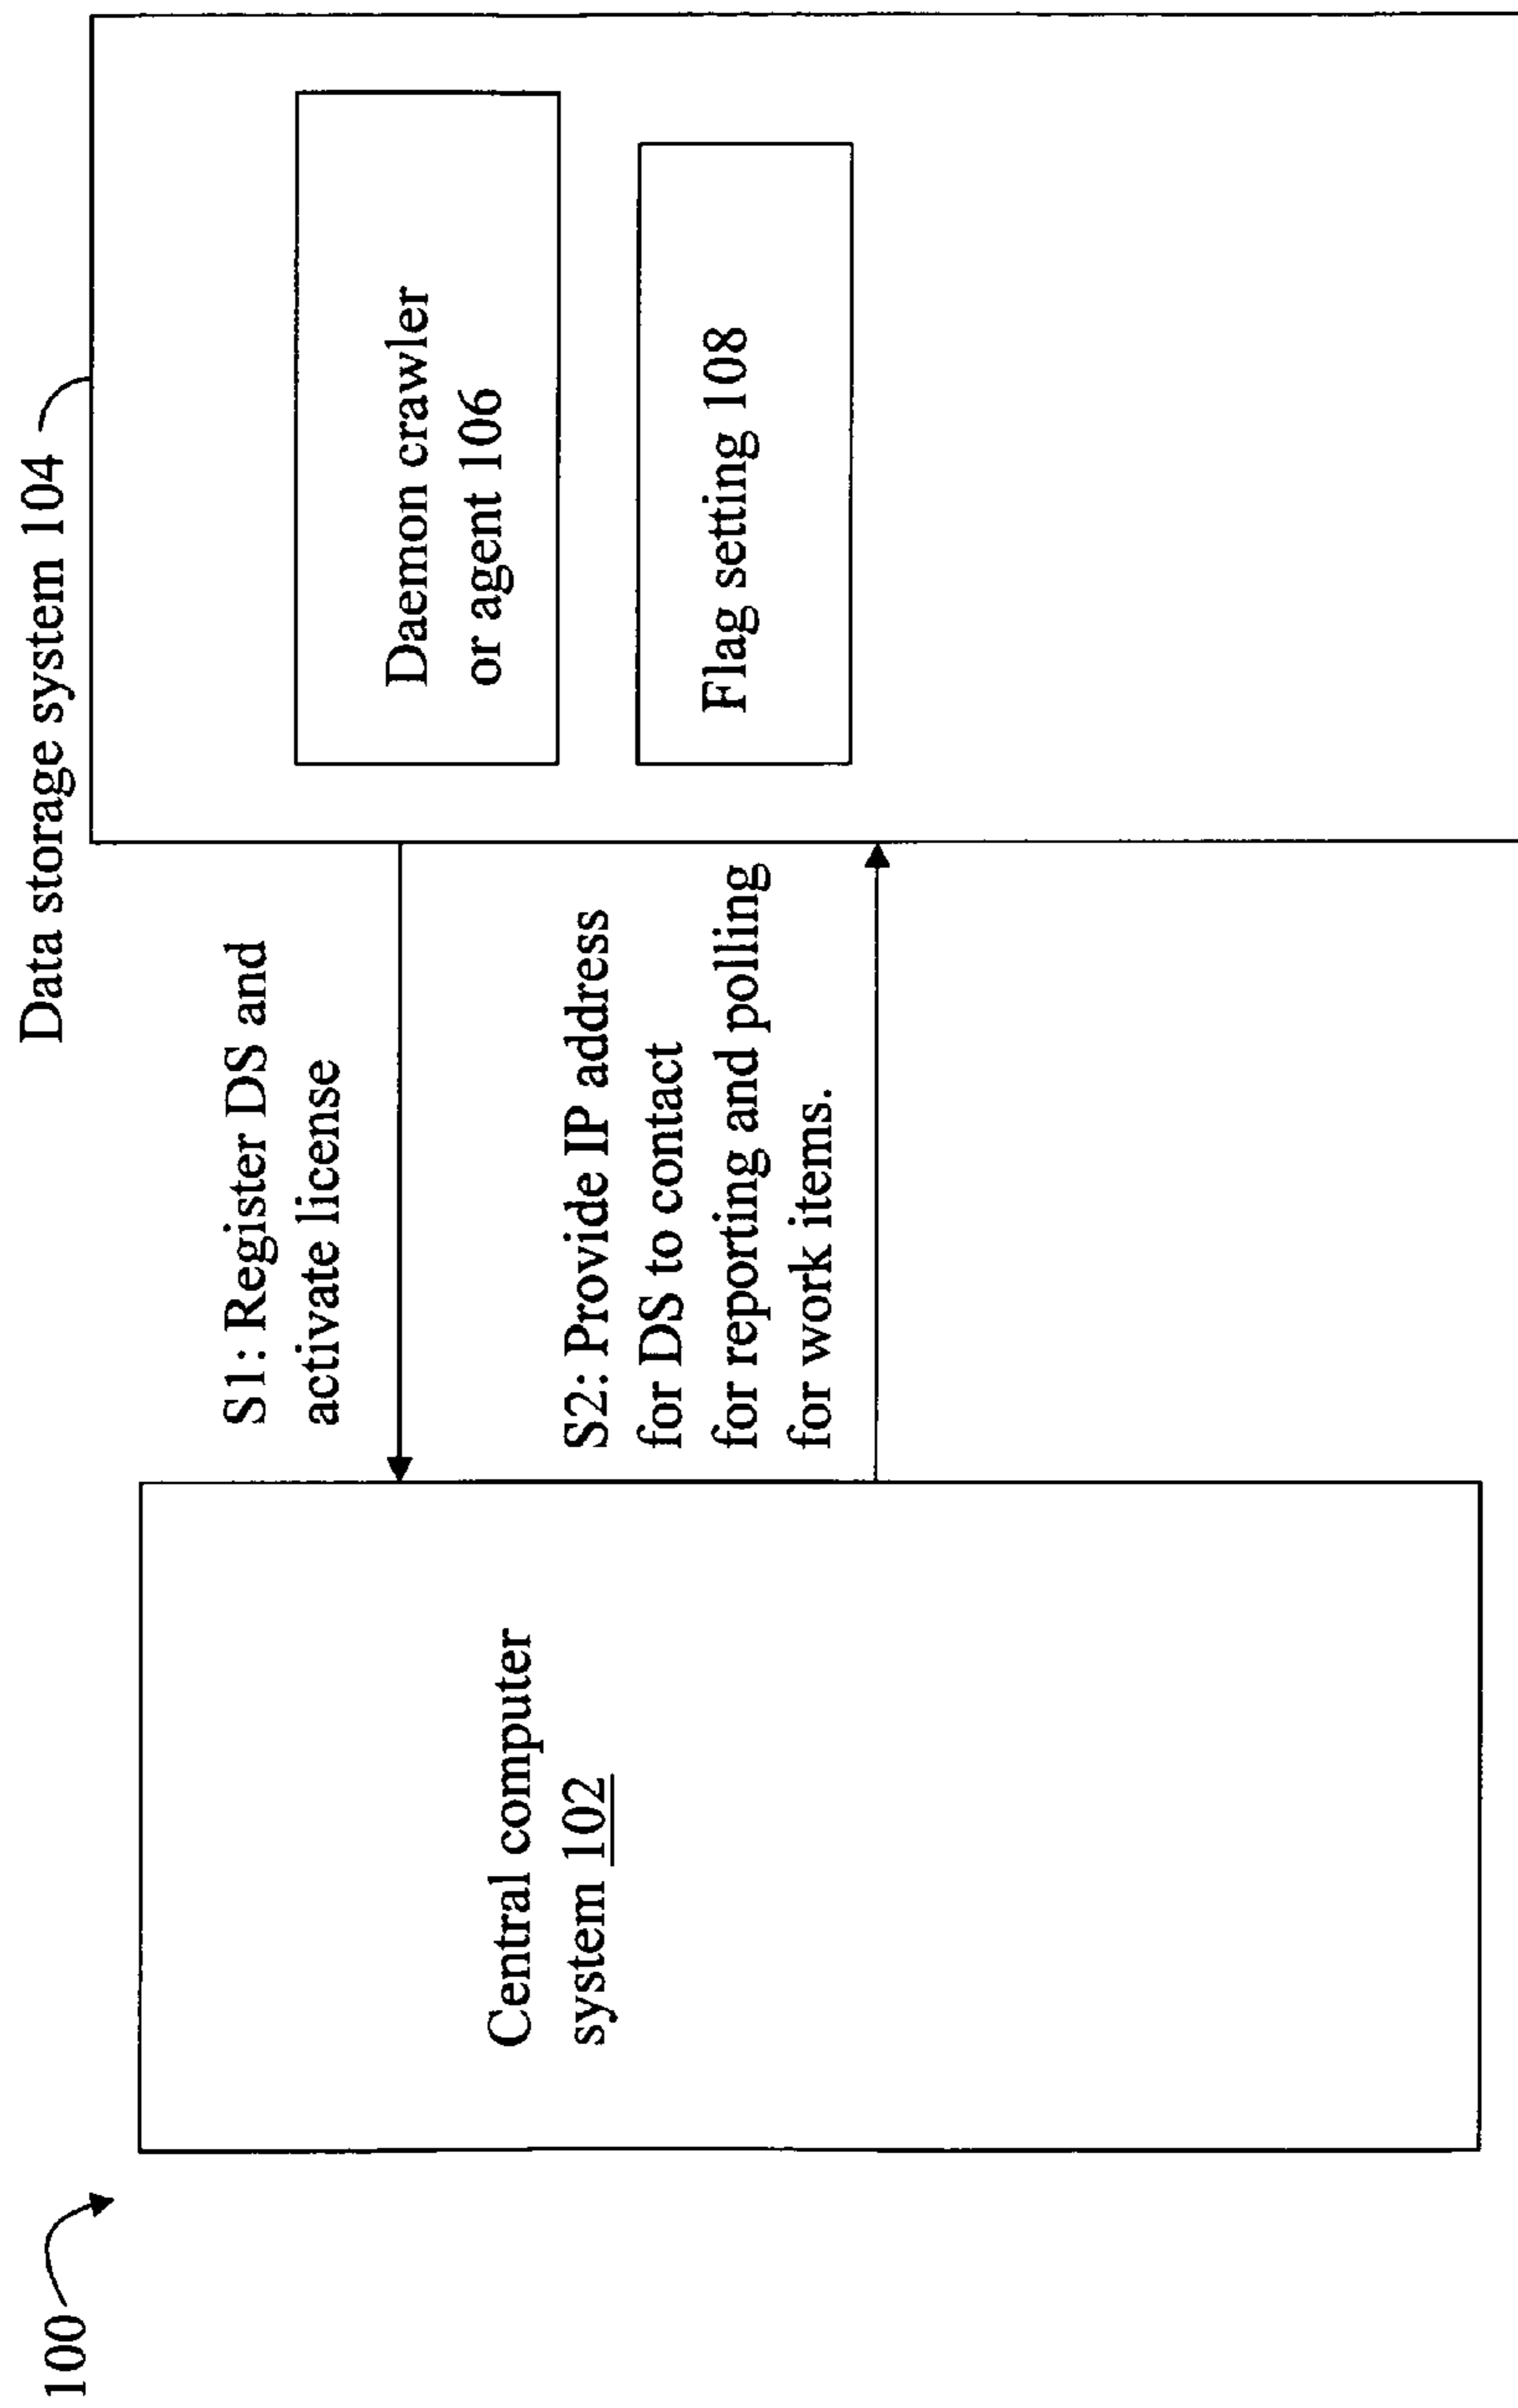 100
Data storage system 104
Central computer
system 102
S1: Register DS and
activate license
S2: Provide IP address
for DS to contact
for reporting and polling
for work items.
Daemon crawler
or agent 106
Flag setting 108